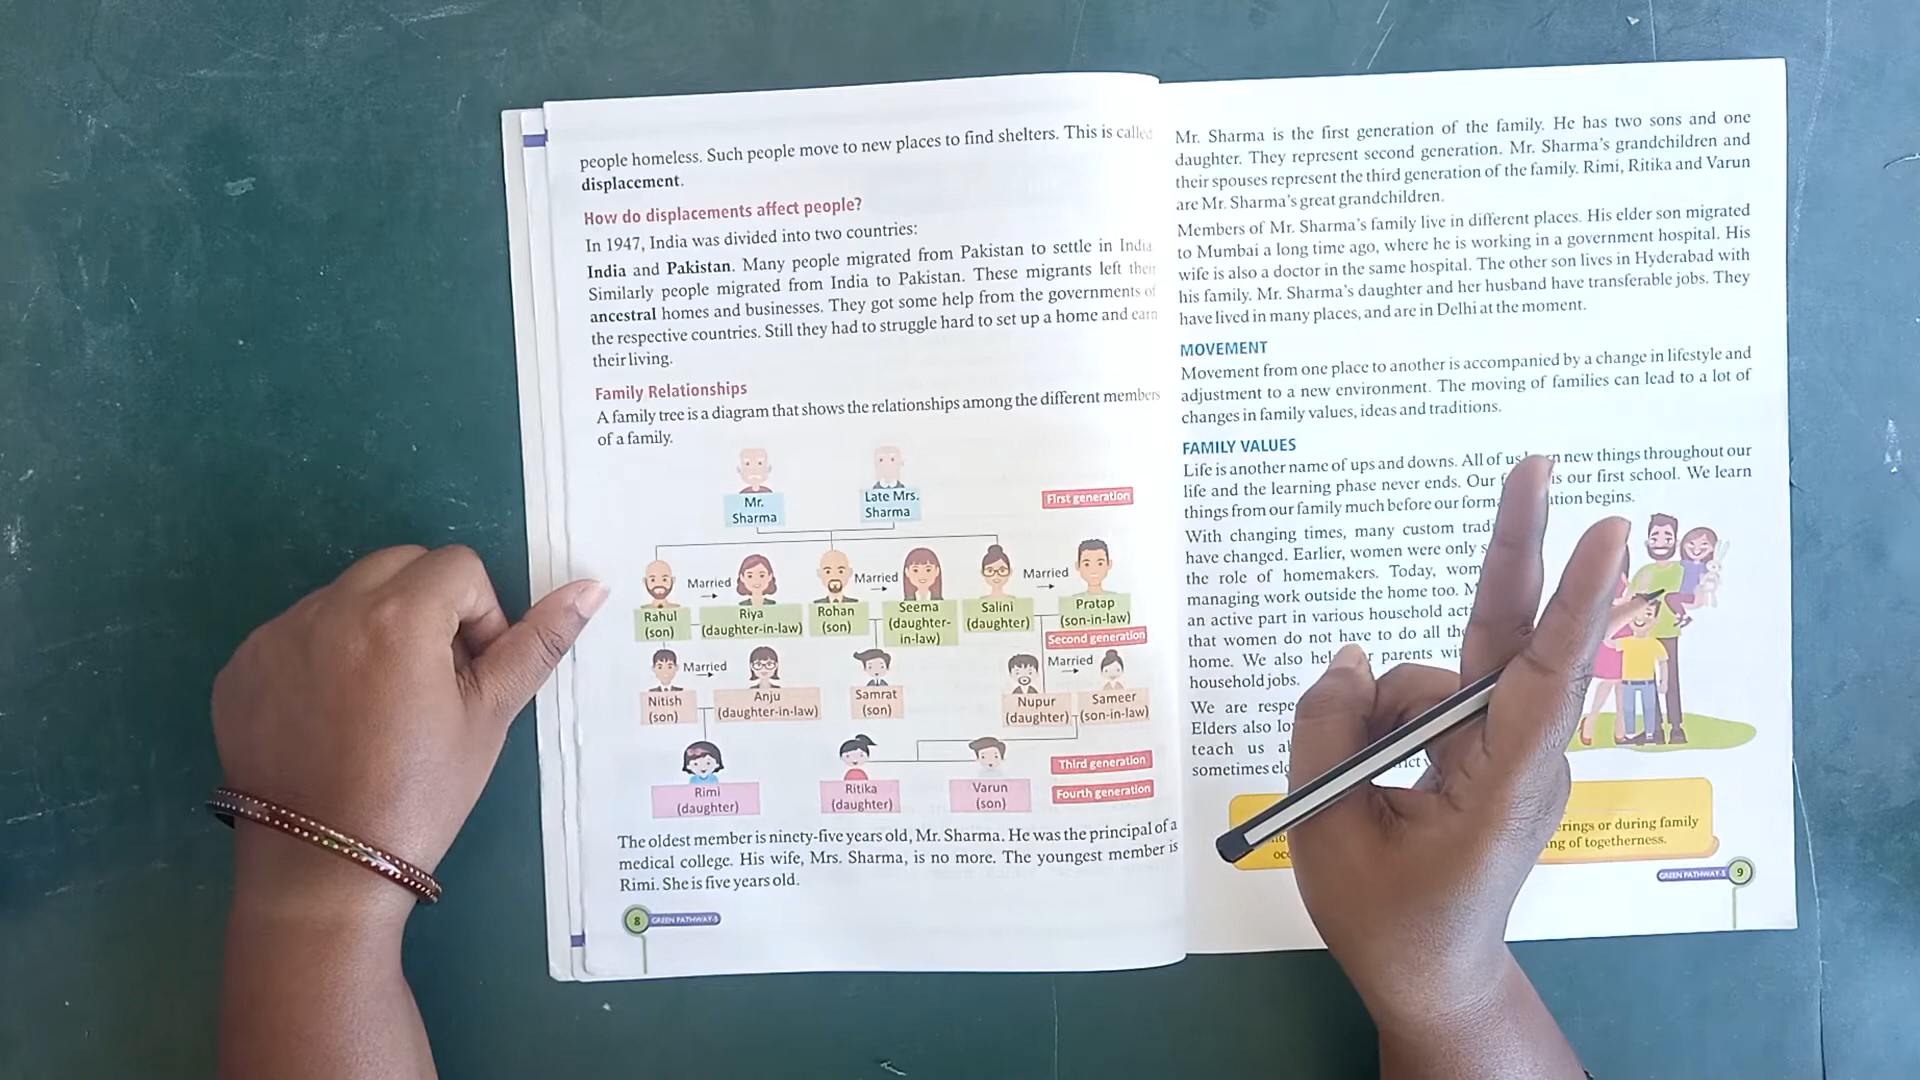 people homeless. Such people move to new places to find shelters. This is called
displacement.
How do displacements affect people?
In 1947, India was divided into two countries:
India and Pakistan. Many people migrated from Pakistan to settle in India
Similarly people migrated from India to Pakistan. These migrants left their
ancestral homes and businesses. They got some help from the governments of
the respective countries. Still they had to struggle hard to set up a home and earn
their living.
Family Relationships
A family tree is a diagram that shows the relationships among the different members
of a family.
Mr.
Sharma
Late Mrs.
Sharma
First generation
Married
Married
Married
Rahul
(son)
Riya
(daughter-in-law)
Rohan
(son)
Seema
(daughter-
in-law)
Salini
(daughter)
Pratap
(son-in-law)
Second generation
Married
Married
Nitish
(son)
Anju
(daughter-in-law)
Samrat
(son)
Nupur
(daughter)
Sameer
(son-in-law)
Third generation
Rimi
(daughter)
Ritika
(daughter)
Varun
(son)
Fourth generation
The oldest member is ninety-five years old, Mr. Sharma. He was the principal of a
medical college. His wife, Mrs. Sharma, is no more. The youngest member is
Rimi. She is five years old.
8 GREEN PATHWAY-5
Mr. Sharma is the first generation of the family. He has two sons and one
daughter. They represent second generation. Mr. Sharma's grandchildren and
their spouses represent the third generation of the family. Rimi, Ritika and Varun
are Mr. Sharma's great grandchildren.
Members of Mr. Sharma's family live in different places. His elder son migrated
to Mumbai a long time ago, where he is working in a government hospital. His
wife is also a doctor in the same hospital. The other son lives in Hyderabad with
his family. Mr. Sharma's daughter and her husband have transferable jobs. They
have lived in many places, and are in Delhi at the moment.
MOVEMENT
Movement from one place to another is accompanied by a change in lifestyle and
adjustment to a new environment. The moving of families can lead to a lot of
changes in family values, ideas and traditions.
FAMILY VALUES
Life is another name of ups and downs. All of us new things throughout our
life and the learning phase never ends. Our is our first school. We learn
things from our family much before our begins.
With changing times, many custom
have changed. Earlier, women were only
the role of homemakers. Today,
managing work outside the home too.
an active part in various household
that women do not have to do all
home. We also parents
household jobs.
We are
Elders also
teach us
sometimes
or during family
of togetherness.
GREEN PATHWAY-5 9